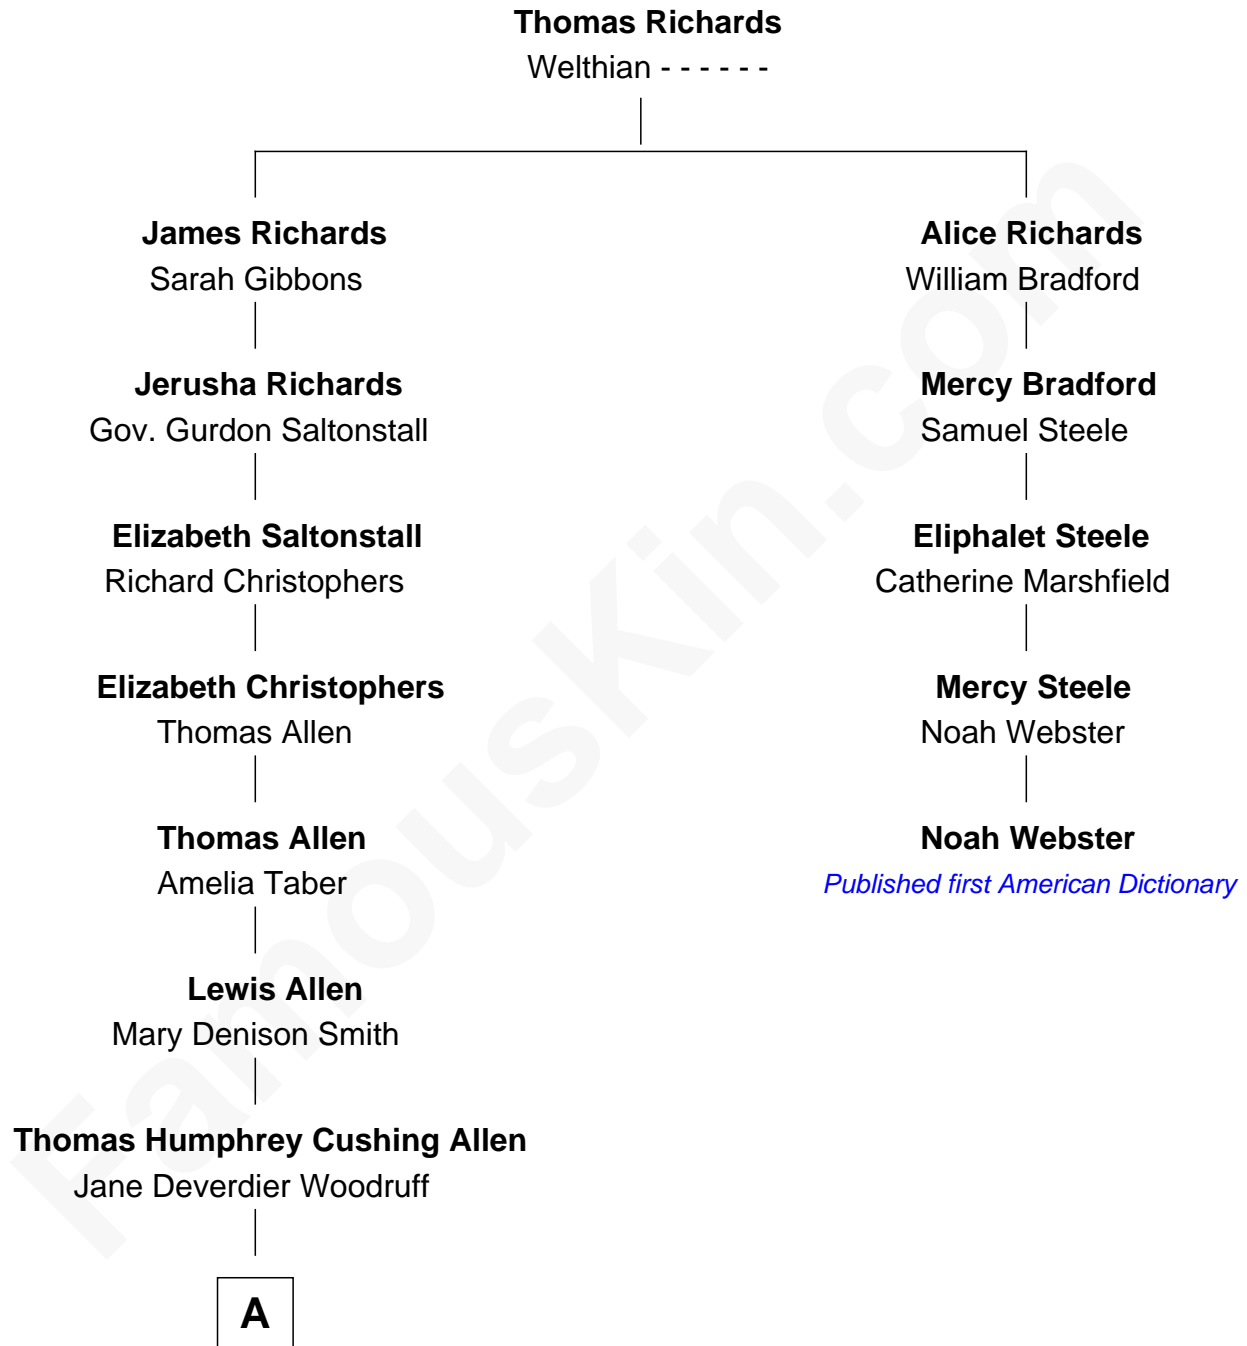 Thomas Richards
Welthian - - - - - -
James Richards
Sarah Gibbons
Alice Richards
William Bradford
Jerusha Richards
Gov. Gurdon Saltonstall
Mercy Bradford
Samuel Steele
Elizabeth Saltonstall
Richard Christophers
Eliphalet Steele
Catherine Marshfield
Elizabeth Christophers
Thomas Allen
Mercy Steele
Noah Webster
Thomas Allen
Amelia Taber
Noah Webster
Published first American Dictionary
Lewis Allen
Mary Denison Smith
Thomas Humphrey Cushing Allen
Jane Deverdier Woodruff
A
FamousKin.com